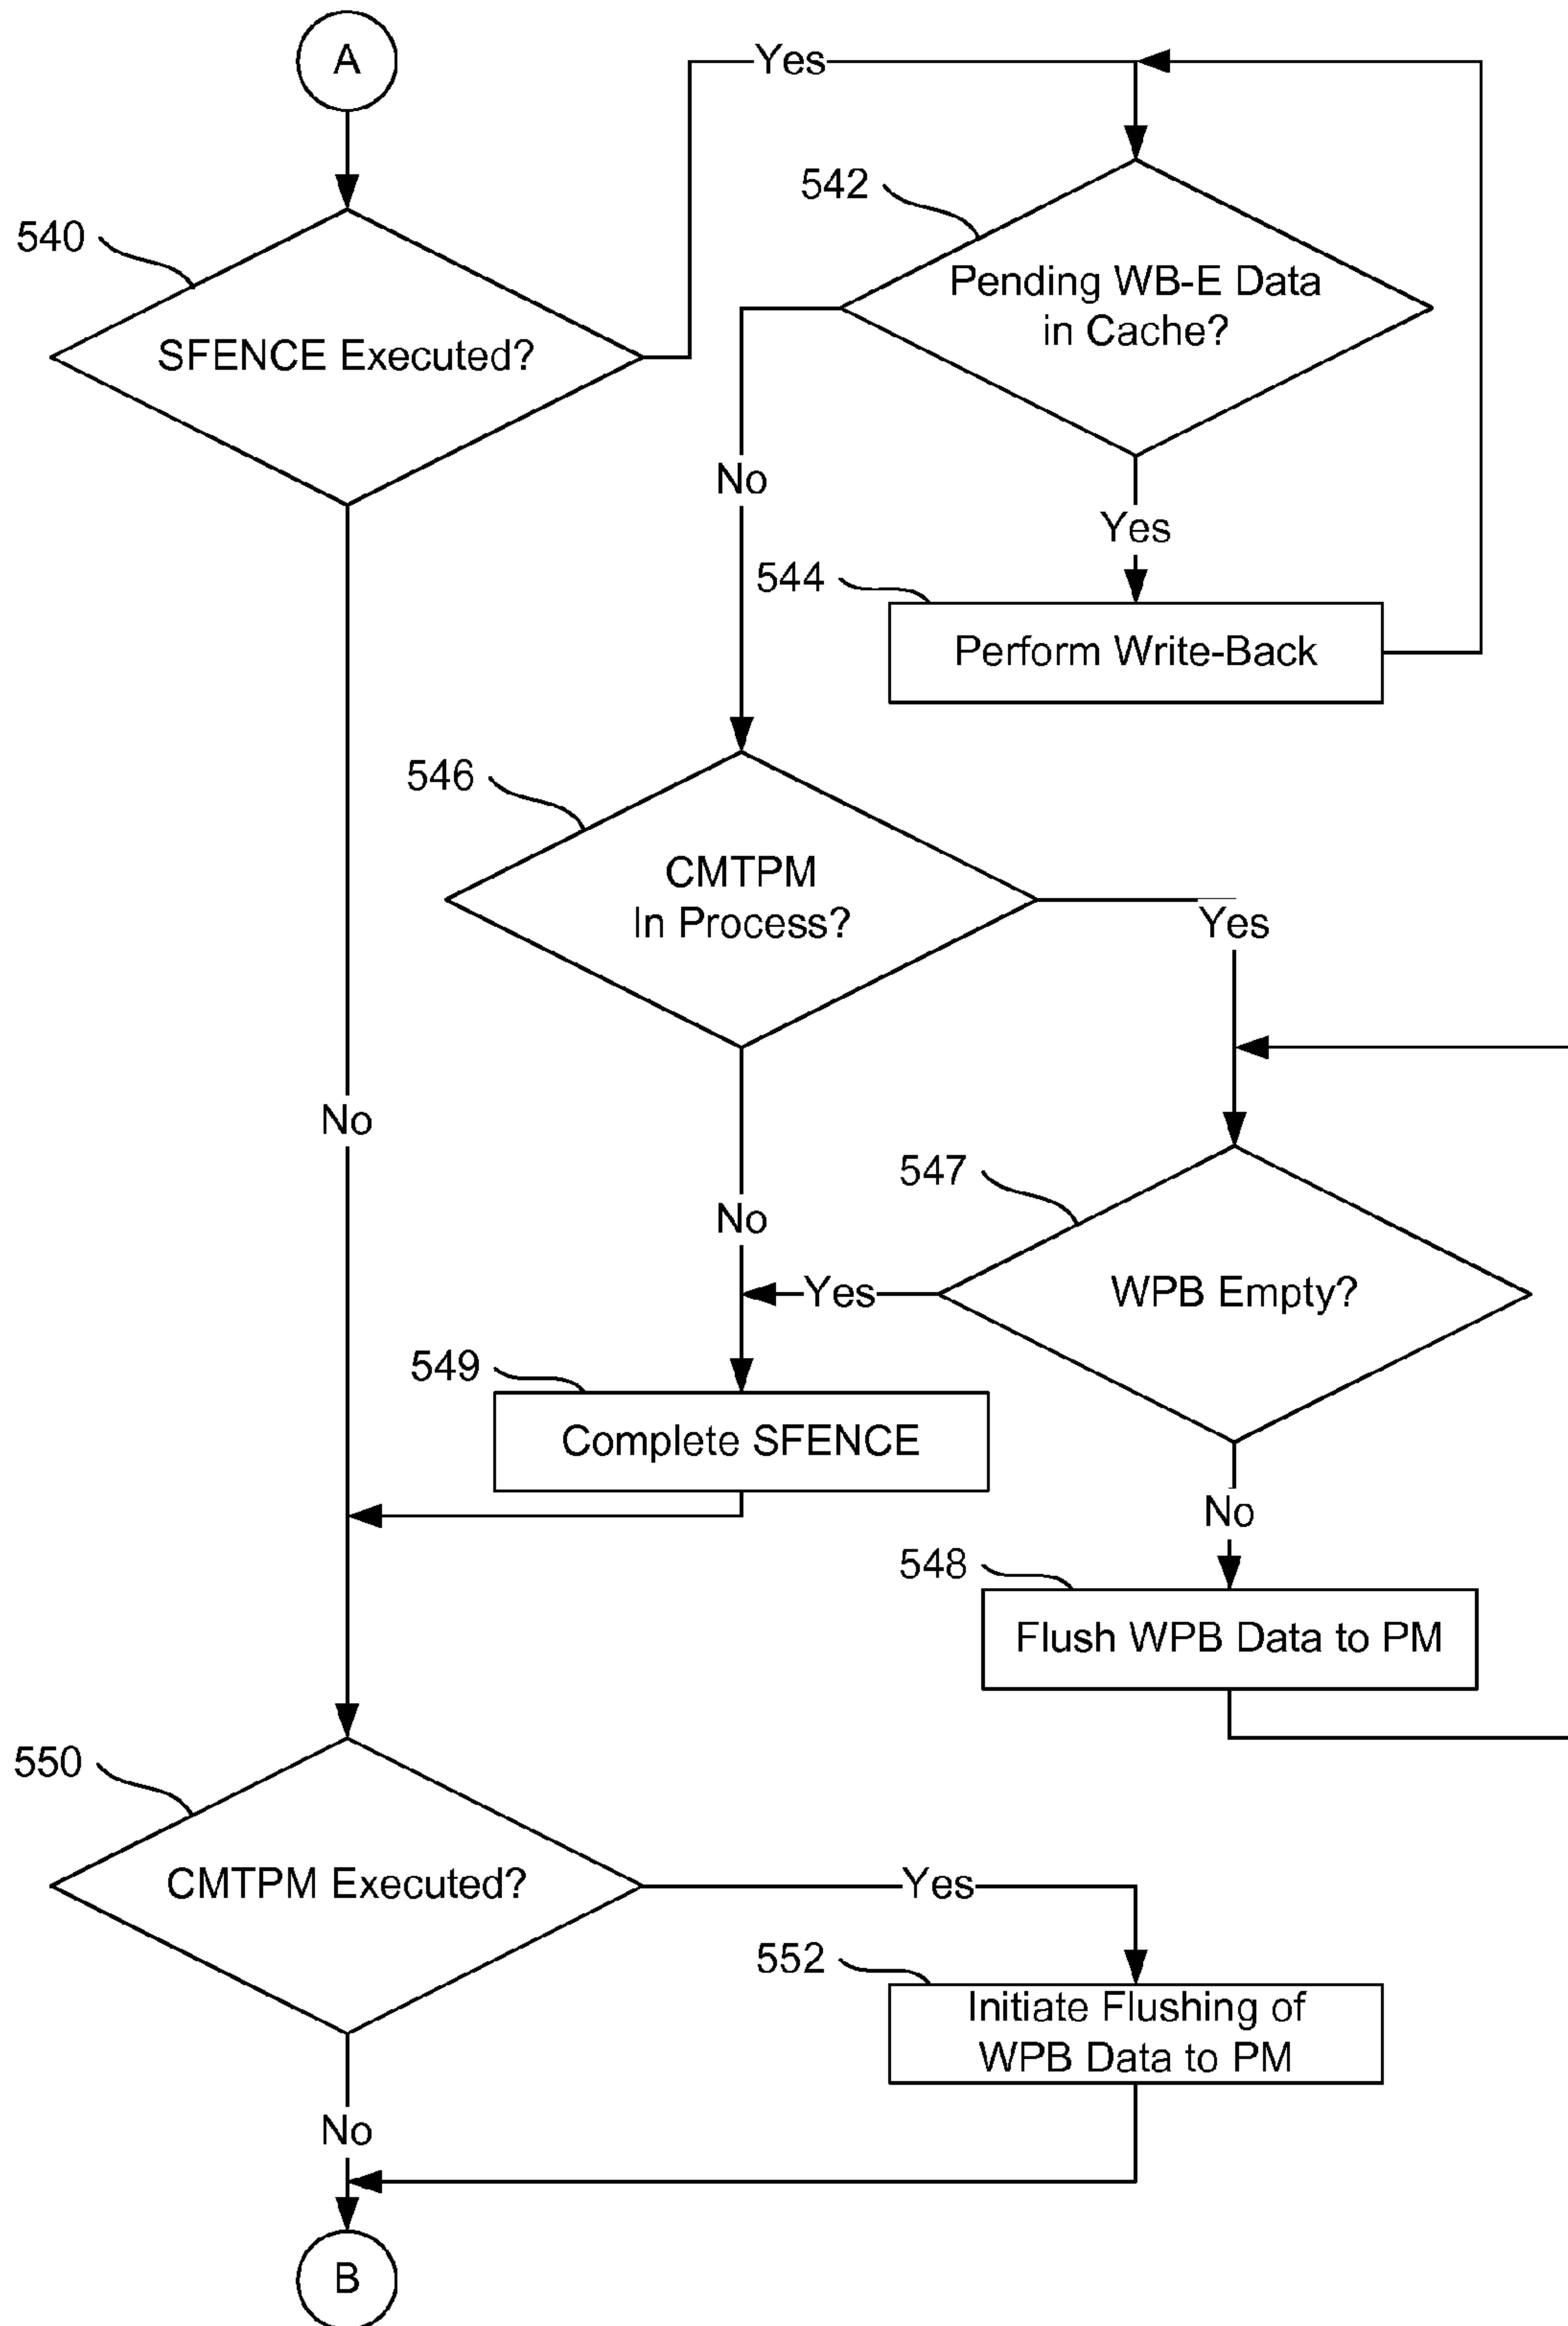 A
Yes
542
540
Pending WB-E Data
in Cache?
SFENCE Executed?
No
Yes
544
Perform Write-Back
546
CMTPM
In Process?
Yes
No
547
No
Yes
WPB Empty?
549
Complete SFENCE
No
548
Flush WPB Data to PM
550
CMTPM Executed?
Yes
552
Initiate Flushing of
WPB Data to PM
No
B